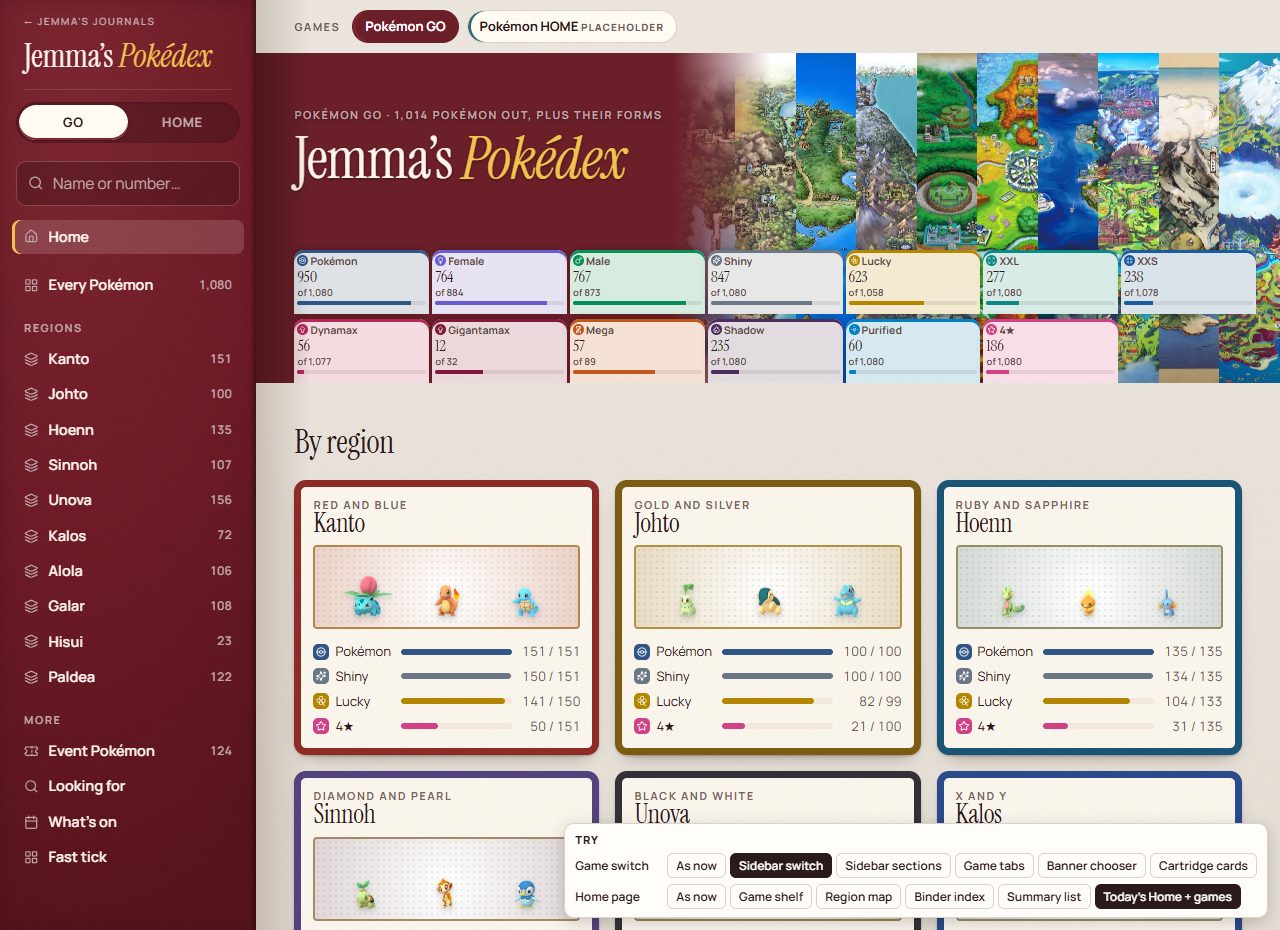 ← JEMMA'S JOURNALS
Jemma's Pokédex
GO HOME
Name or number...
Home
Every Pokémon 1,080
REGIONS
Kanto 151
Johto 100
Hoenn 135
Sinnoh 107
Unova 156
Kalos 72
Alola 106
Galar 108
Hisui 23
Paldea 122
MORE
Event Pokémon 124
Looking for
What's on
Fast tick
GAMES Pokémon GO Pokémon HOME PLACEHOLDER
POKÉMON GO · 1,014 POKÉMON OUT, PLUS THEIR FORMS
Jemma's Pokédex
Pokémon
950
of 1,080
Female
764
of 884
Male
767
of 873
Shiny
847
of 1,080
Lucky
623
of 1,058
XXL
277
of 1,080
XXS
238
of 1,078
Dynamax
56
of 1,077
Gigantamax
12
of 32
Mega
57
of 89
Shadow
235
of 1,080
Purified
60
of 1,080
4★
186
of 1,080
By region
RED AND BLUE
Kanto
Pokémon 151 / 151
Shiny 150 / 151
Lucky 141 / 150
4★ 50 / 151
GOLD AND SILVER
Johto
Pokémon 100 / 100
Shiny 100 / 100
Lucky 82 / 99
4★ 21 / 100
RUBY AND SAPPHIRE
Hoenn
Pokémon 135 / 135
Shiny 134 / 135
Lucky 104 / 133
4★ 31 / 135
DIAMOND AND PEARL
Sinnoh
BLACK AND WHITE
Unova
X AND Y
Kalos
TRY
Game switch As now Sidebar switch Sidebar sections Game tabs Banner chooser Cartridge cards
Home page As now Game shelf Region map Binder index Summary list Today's Home + games